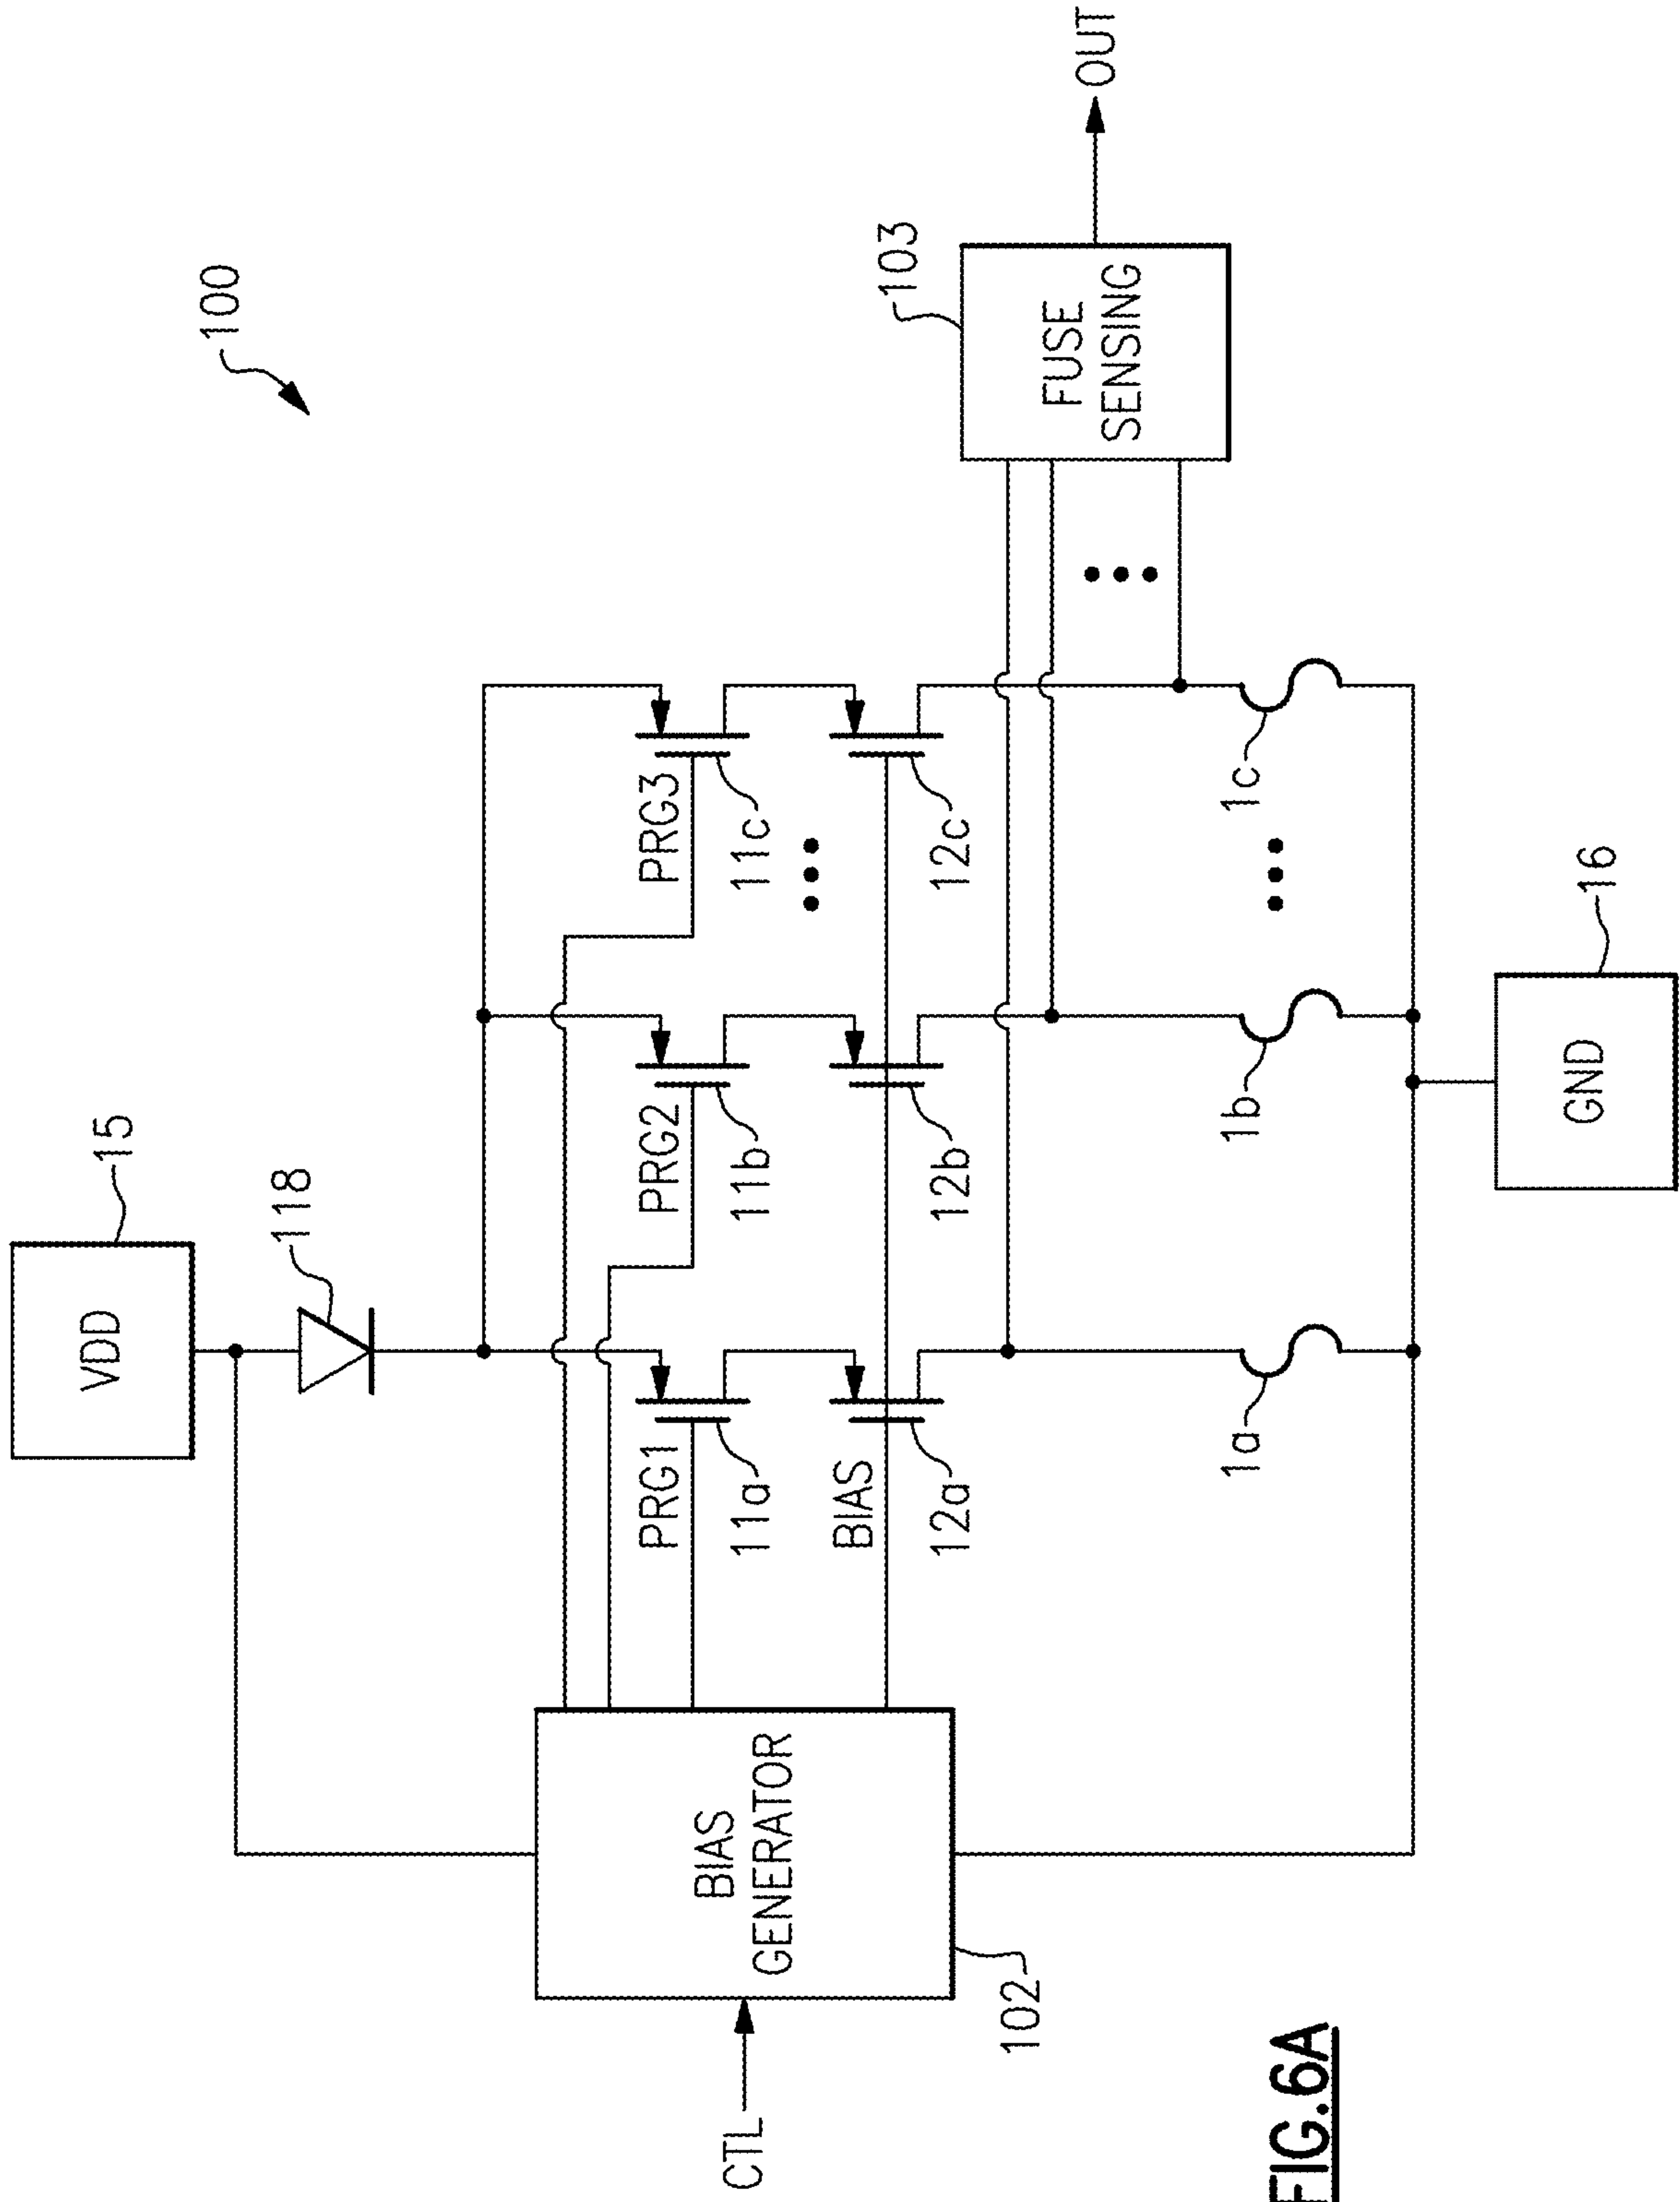 100
VDD
15
118
CTL
BIAS
GENERATOR
102
PRG1
11a
PRG2
11b
PRG3
11c
BIAS
12a
12b
12c
FUSE
SENSING
103
OUT
1a
1b
1c
GND
16
FIG.6A